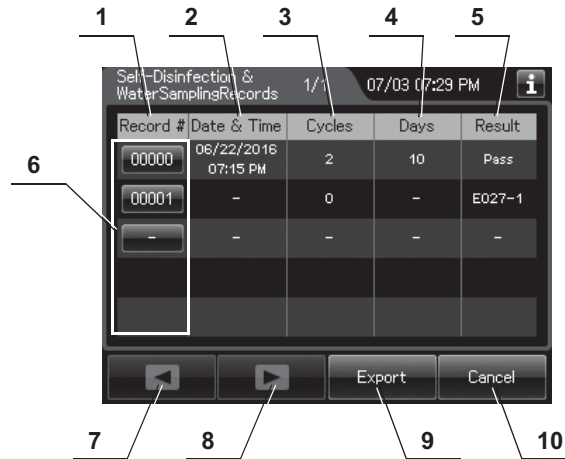 1 2 3 4 5
Self-Disinfection & WaterSamplingRecords 1/1 07/03 07:29 PM i
Record # Date & Time Cycles Days Result
00000 06/22/2016 07:15 PM 2 10 Pass
6
00001 - 0 - E027-1
- - - - -
Export Cancel
7 8 9 10